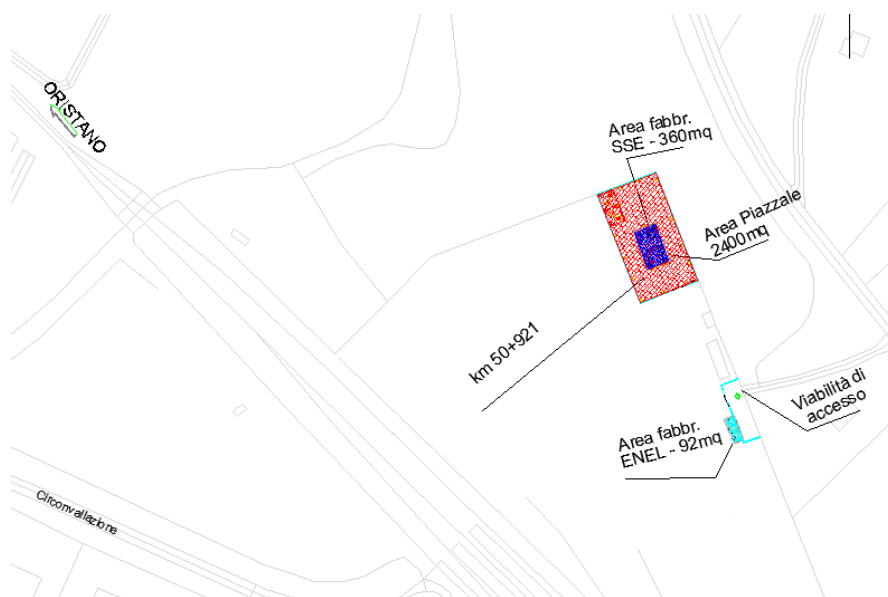 ORISTANO
Area fabbr.
SSE - 360mq
Area Piazzale
2400mq
km 50+921
Viabilità di
accesso
Area fabbr.
ENEL - 92mq
Circonvallazione